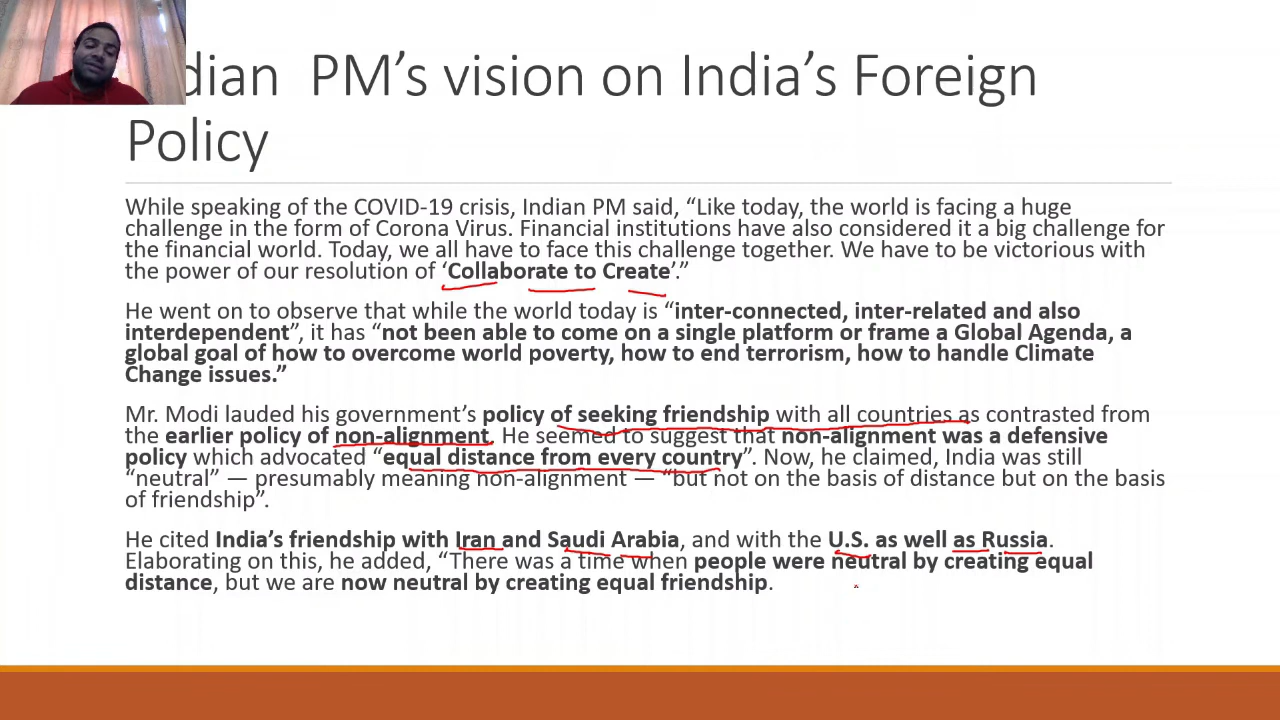 dian PM’s vision on India’s Foreign
Policy
While speaking of the COVID-19 crisis, Indian PM said, “Like today, the world is facing a huge
challenge in the form of Corona Virus. Financial institutions have also considered it a big challenge for
the financial world. Today, we all have to face this challenge together. We have to be victorious with
the power of our resolution of ‘Collaborate to Create’.”
He went on to observe that while the world today is “inter-connected, inter-related and also
interdependent”, it has “not been able to come on a single platform or frame a Global Agenda, a
global goal of how to overcome world poverty, how to end terrorism, how to handle Climate
Change issues.”
Mr. Modi lauded his government’s policy of seeking friendship with all countries as contrasted from
the earlier policy of non-alignment. He seemed to suggest that non-alignment was a defensive
policy which advocated “equal distance from every country”. Now, he claimed, India was still
“neutral” — presumably meaning non-alignment — “but not on the basis of distance but on the basis
of friendship”.
He cited India’s friendship with Iran and Saudi Arabia, and with the U.S. as well as Russia.
Elaborating on this, he added, “There was a time when people were neutral by creating equal
distance, but we are now neutral by creating equal friendship.